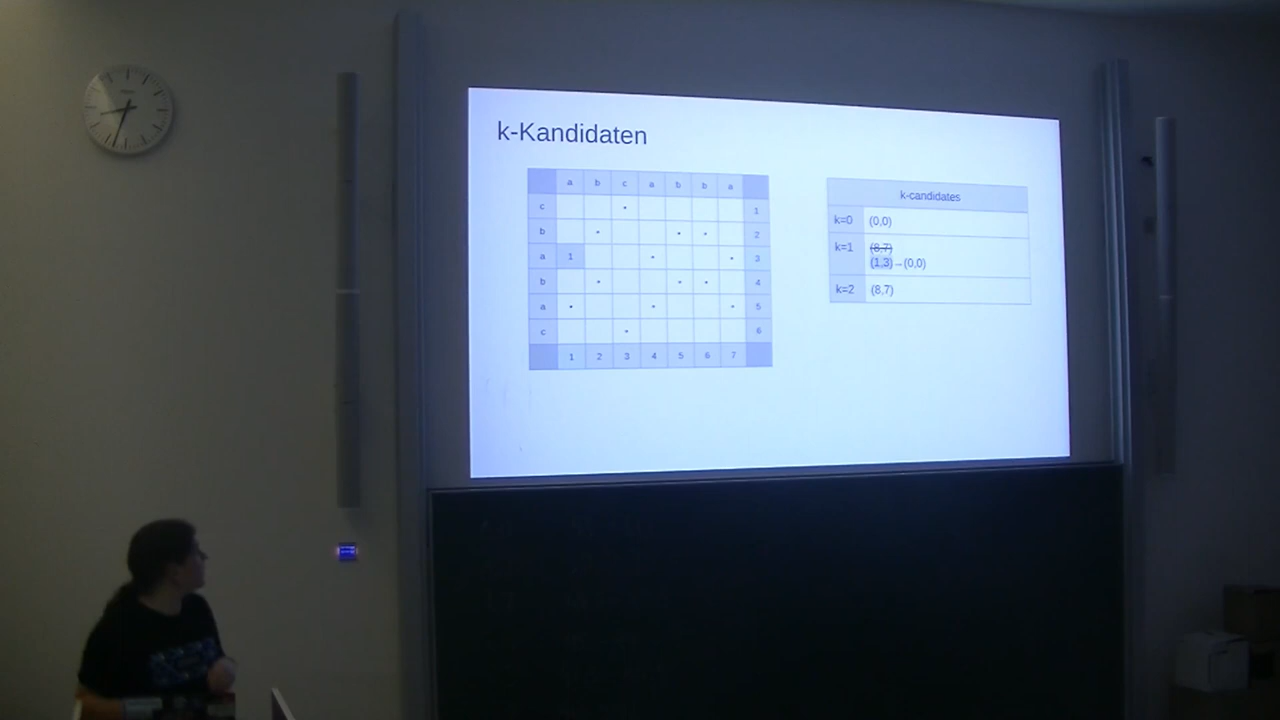 k-Kandidaten
a b c a b b a
c 1
b 2
a 1 3
b 4
a 5
c 6
1 2 3 4 5 6 7
k-candidates
k=0 (0,0)
k=1 (8,7)
(1,3)→(0,0)
k=2 (8,7)